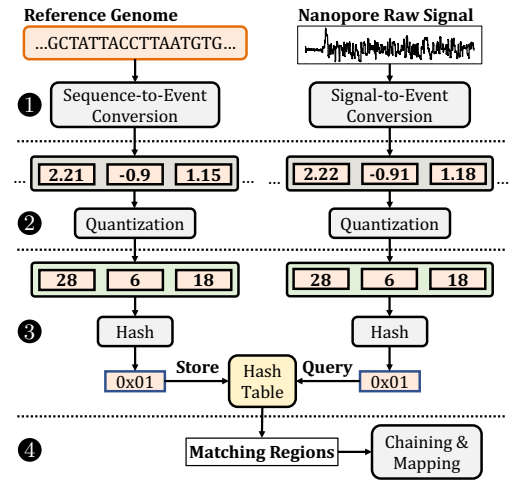 Reference Genome
Nanopore Raw Signal
...GCTATTACCTTAATGTG...
1
Sequence-to-Event
Conversion
Signal-to-Event
Conversion
... 2.21 -0.9 1.15 ...
... 2.22 -0.91 1.18 ...
2
Quantization
Quantization
28 6 18
28 6 18
3
Hash
Hash
0x01
Store
Hash
Table
Query
0x01
4
Matching Regions
Chaining &
Mapping